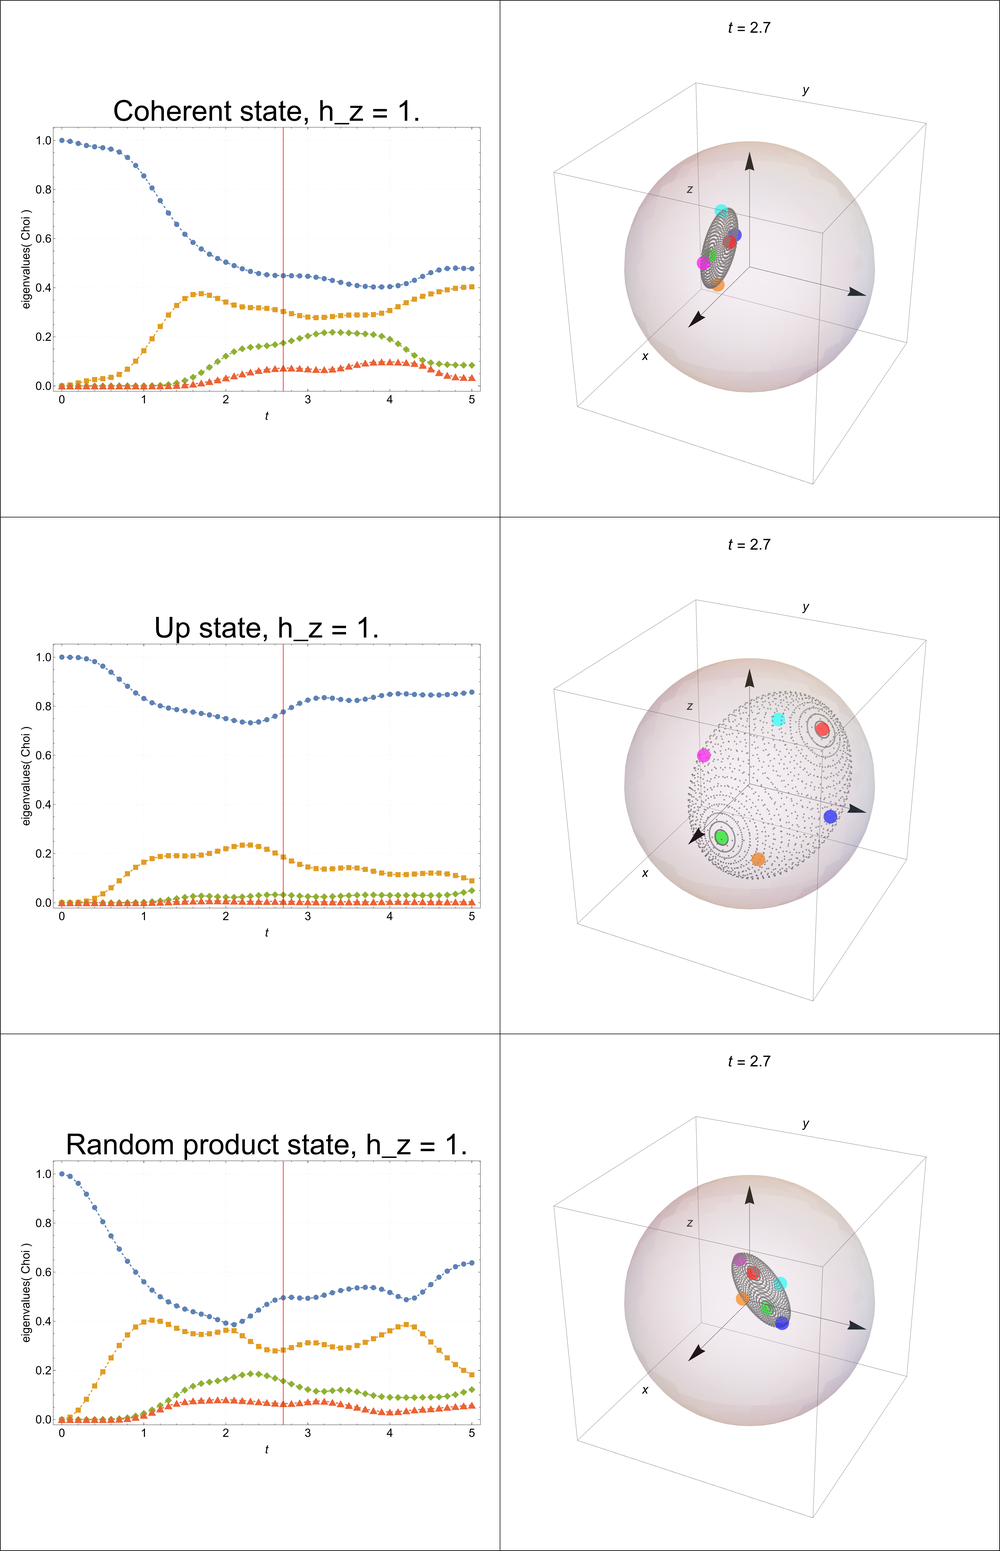 Coherent state, h_z = 1.
eigenvalues( Choi )
1.0
0.8
0.6
0.4
0.2
0.0
0 1 2 3 4 5
t
t = 2.7
y
z
x
Up state, h_z = 1.
eigenvalues( Choi )
1.0
0.8
0.6
0.4
0.2
0.0
0 1 2 3 4 5
t
t = 2.7
y
z
x
Random product state, h_z = 1.
eigenvalues( Choi )
1.0
0.8
0.6
0.4
0.2
0.0
0 1 2 3 4 5
t
t = 2.7
y
z
x